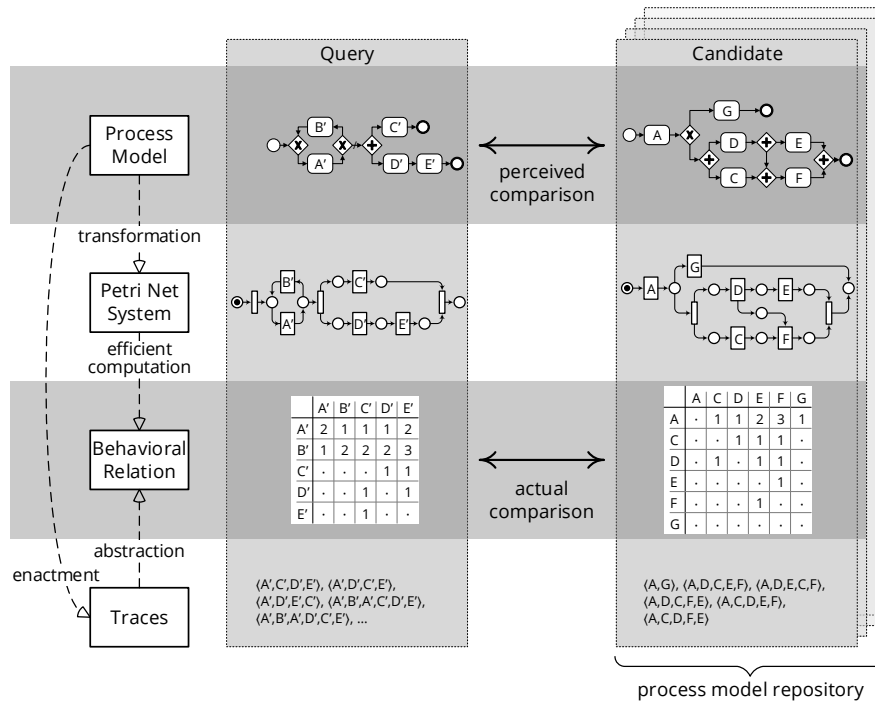 Query
Candidate
Process
Model
B’
C’
A’
D’
E’
G
A
D
E
C
F
perceived
comparison
transformation
Petri Net
System
B’
C’
A’
D’
E’
G
A
D
E
C
F
efficient
computation
Behavioral
Relation
A’ B’ C’ D’ E’
A’ 2 1 1 1 2
B’ 1 2 2 2 3
C’ · · · 1 1
D’ · · 1 · 1
E’ · · 1 · ·
A C D E F G
A · 1 1 2 3 1
C · · 1 1 1 ·
D · 1 · 1 1 ·
E · · · · 1 ·
F · · · 1 · ·
G · · · · · ·
actual
comparison
abstraction
enactment
Traces
⟨A’,C’,D’,E’⟩, ⟨A’,D’,C’,E’⟩,
⟨A’,D’,E’,C’⟩, ⟨A’,B’,A’,C’,D’,E’⟩,
⟨A’,B’,A’,D’,C’,E’⟩, ...
⟨A,G⟩, ⟨A,D,C,E,F⟩, ⟨A,D,E,C,F⟩,
⟨A,D,C,F,E⟩, ⟨A,C,D,E,F⟩,
⟨A,C,D,F,E⟩
process model repository